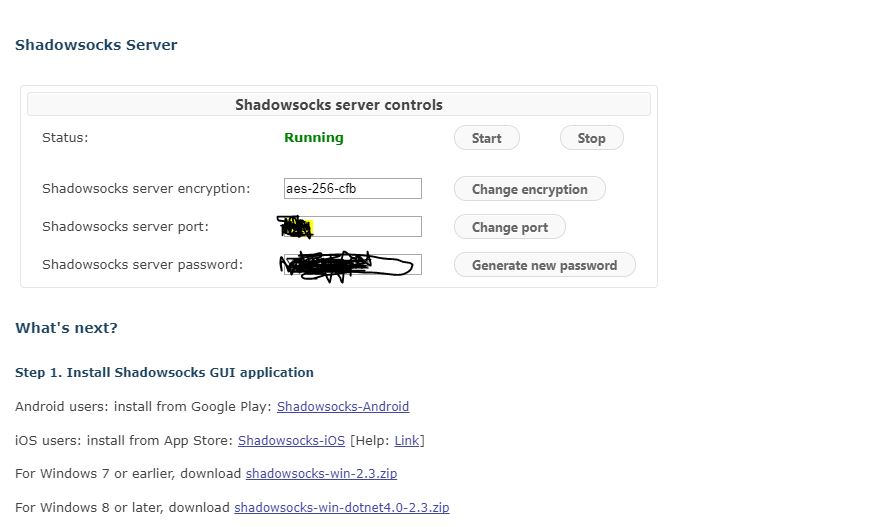 Shadowsocks Server
Shadowsocks server controls
Status: Running Start Stop
Shadowsocks server encryption: aes-256-cfb Change encryption
Shadowsocks server port: Change port
Shadowsocks server password: Generate new password
What's next?
Step 1. Install Shadowsocks GUI application
Android users: install from Google Play: Shadowsocks-Android
iOS users: install from App Store: Shadowsocks-iOS [Help: Link]
For Windows 7 or earlier, download shadowsocks-win-2.3.zip
For Windows 8 or later, download shadowsocks-win-dotnet4.0-2.3.zip